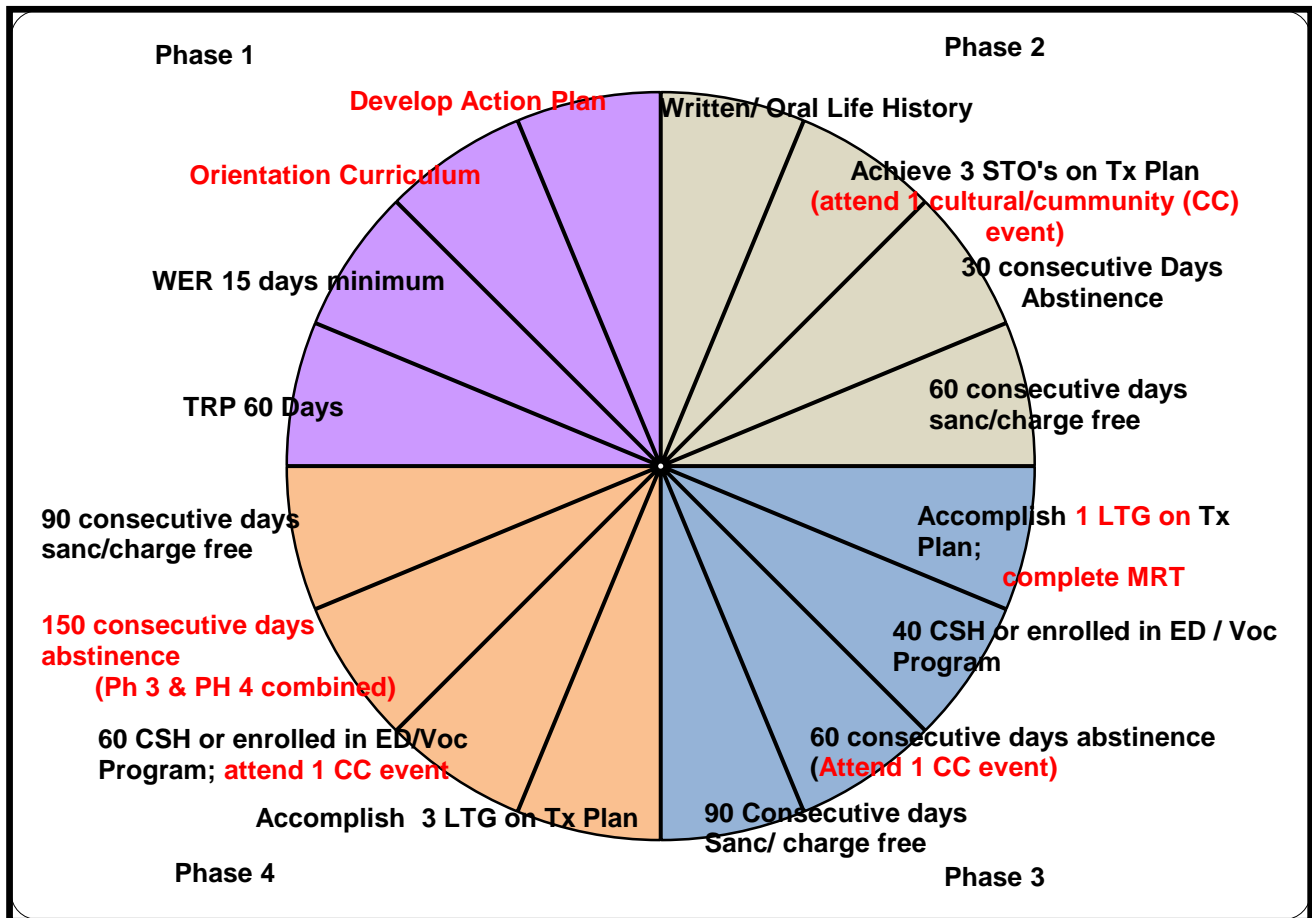 Phase 1
Develop Action Plan
Orientation Curriculum
WER 15 days minimum
TRP 60 Days
Phase 2
Written/ Oral Life History
Achieve 3 STO's on Tx Plan
(attend 1 cultural/cummunity (CC)
event)
30 consecutive Days
Abstinence
60 consecutive days
sanc/charge free
Accomplish 1 LTG on Tx
Plan;
complete MRT
40 CSH or enrolled in ED / Voc
Program
60 consecutive days abstinence
(Attend 1 CC event)
90 Consecutive days
Sanc/ charge free
Phase 3
90 consecutive days
sanc/charge free
150 consecutive days
abstinence
(Ph 3 & PH 4 combined)
60 CSH or enrolled in ED/Voc
Program; attend 1 CC event
Accomplish 3 LTG on Tx Plan
Phase 4